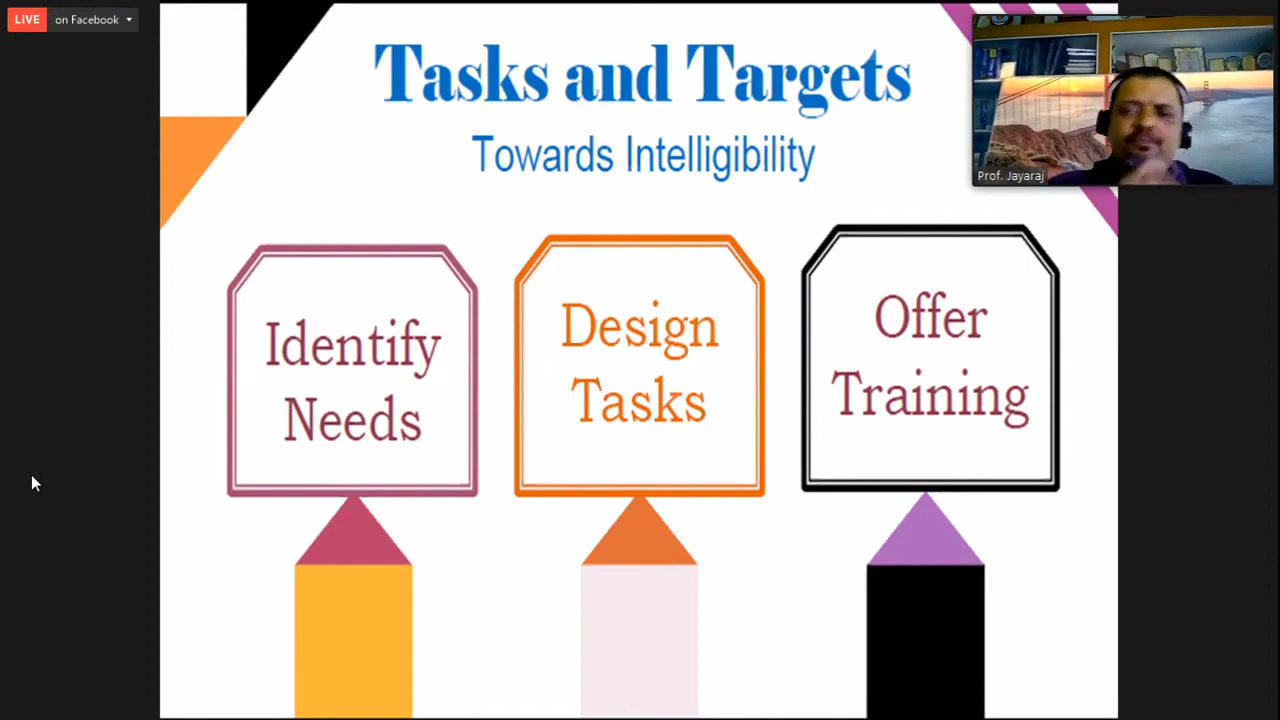 LIVE on Facebook
Tasks and Targets
Towards Intelligibility
Prof. Jayaraj
Identify
Needs
Design
Tasks
Offer
Training